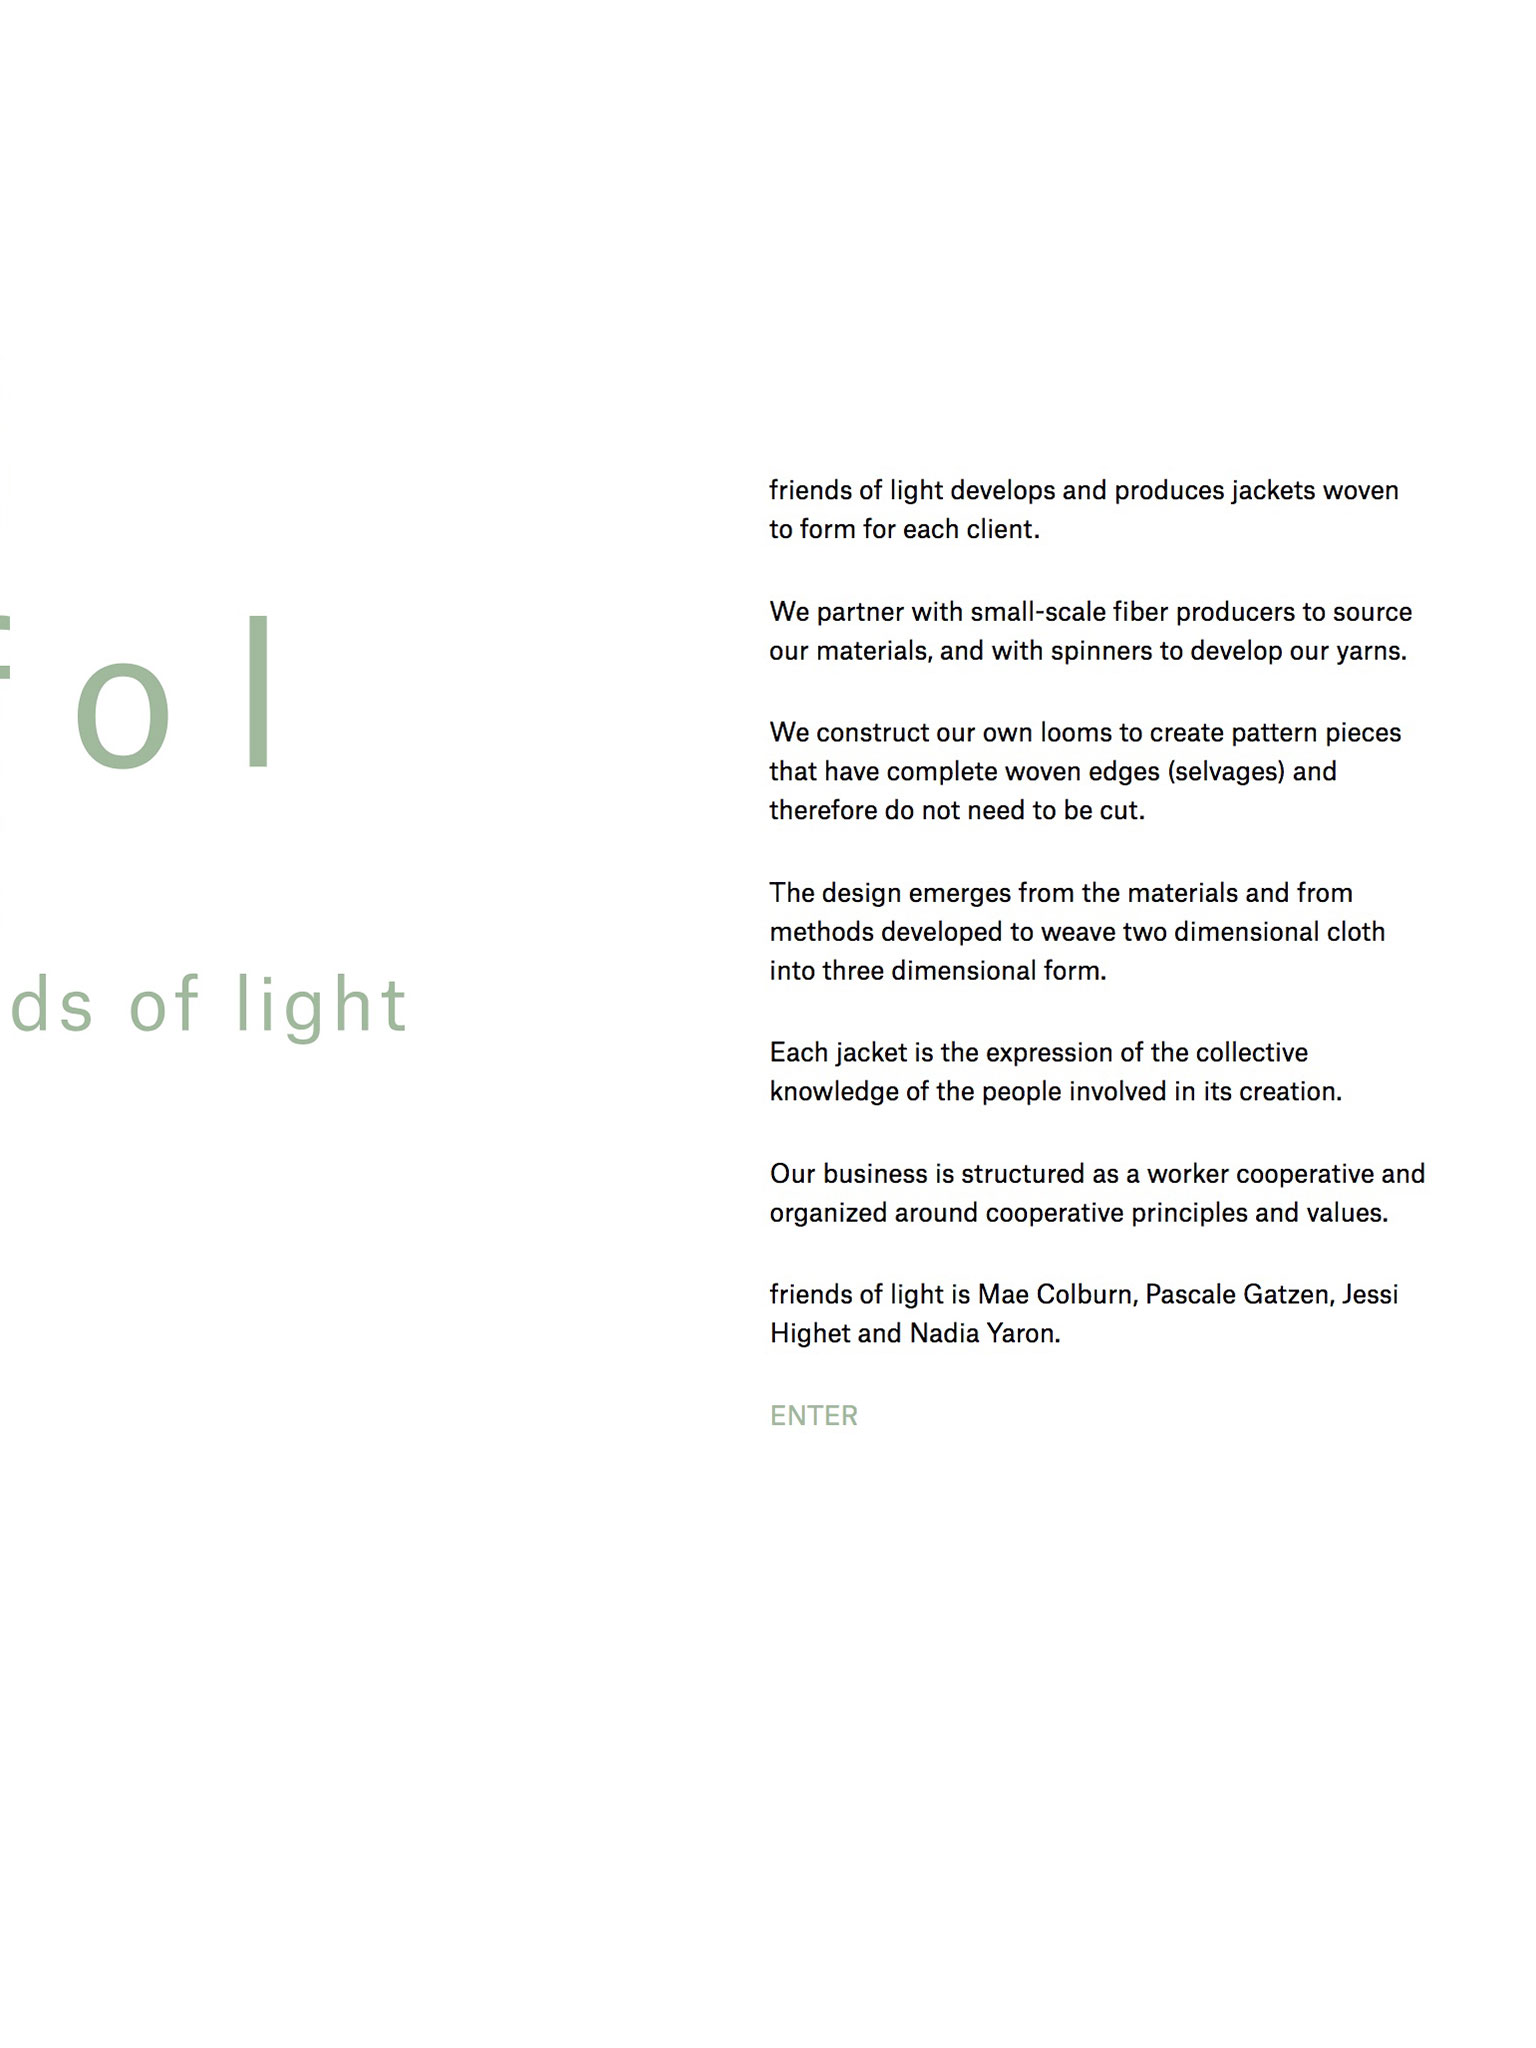 f o l
ds of light
friends of light develops and produces jackets woven
to form for each client.
We partner with small-scale fiber producers to source
our materials, and with spinners to develop our yarns.
We construct our own looms to create pattern pieces
that have complete woven edges (selvages) and
therefore do not need to be cut.
The design emerges from the materials and from
methods developed to weave two dimensional cloth
into three dimensional form.
Each jacket is the expression of the collective
knowledge of the people involved in its creation.
Our business is structured as a worker cooperative and
organized around cooperative principles and values.
friends of light is Mae Colburn, Pascale Gatzen, Jessi
Highet and Nadia Yaron.
ENTER